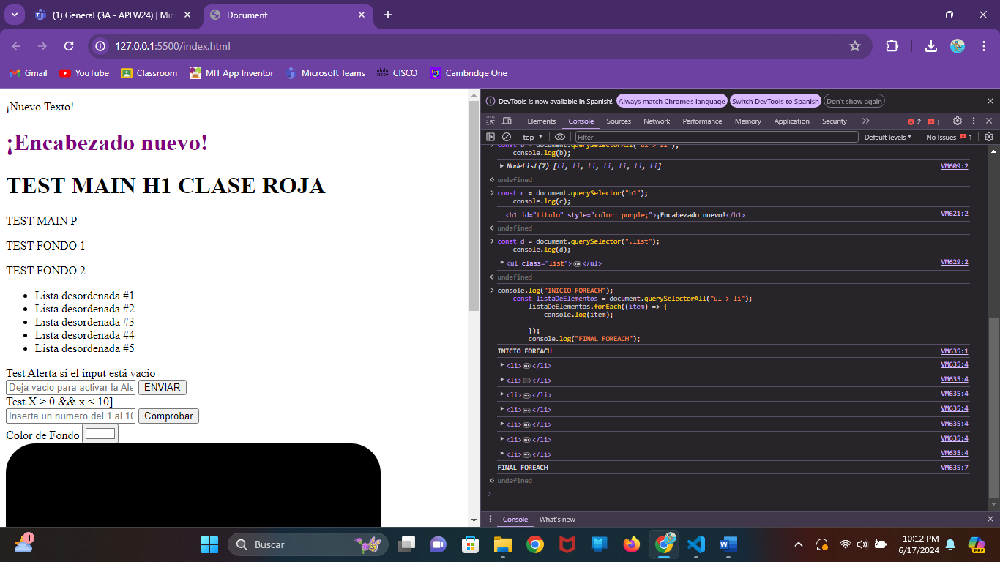 (1) General (3A - APLW24) | Mic
Document
127.0.0.1:5500/index.html
Gmail
YouTube
Classroom
MIT App Inventor
Microsoft Teams
CISCO
Cambridge One
¡Nuevo Texto!
¡Encabezado nuevo!
TEST MAIN H1 CLASE ROJA
TEST MAIN P
TEST FONDO 1
TEST FONDO 2
Lista desordenada #1
Lista desordenada #2
Lista desordenada #3
Lista desordenada #4
Lista desordenada #5
Test Alerta si el input está vacio
Deja vacio para activar la Ale ENVIAR
Test X > 0 && x < 10]
Inserta un numero del 1 al 10 Comprobar
Color de Fondo
DevTools is now available in Spanish! Always match Chrome's language Switch DevTools to Spanish Don't show again
Elements Console Sources Network Performance Memory Application Security 2 1
top Filter Default levels No Issues 1
const b = document.querySelectorAll("ul > li");
console.log(b);
NodeList(7) [li, li, li, li, li, li, li] VM609:2
undefined
const c = document.querySelector("h1");
console.log(c);
<h1 id="titulo" style="color: purple;">¡Encabezado nuevo!</h1> VM621:2
undefined
const d = document.querySelector(".list");
console.log(d);
<ul class="list">…</ul> VM629:2
undefined
console.log("INICIO FOREACH");
const listaDeElementos = document.querySelectorAll("ul > li");
listaDeElementos.forEach((item) => {
console.log(item);
});
console.log("FINAL FOREACH");
INICIO FOREACH VM635:1
<li>…</li> VM635:4
<li>…</li> VM635:4
<li>…</li> VM635:4
<li>…</li> VM635:4
<li>…</li> VM635:4
<li>…</li> VM635:4
<li>…</li> VM635:4
FINAL FOREACH VM635:7
undefined
Console What's new
1
Buscar
10:12 PM
6/17/2024
PRE